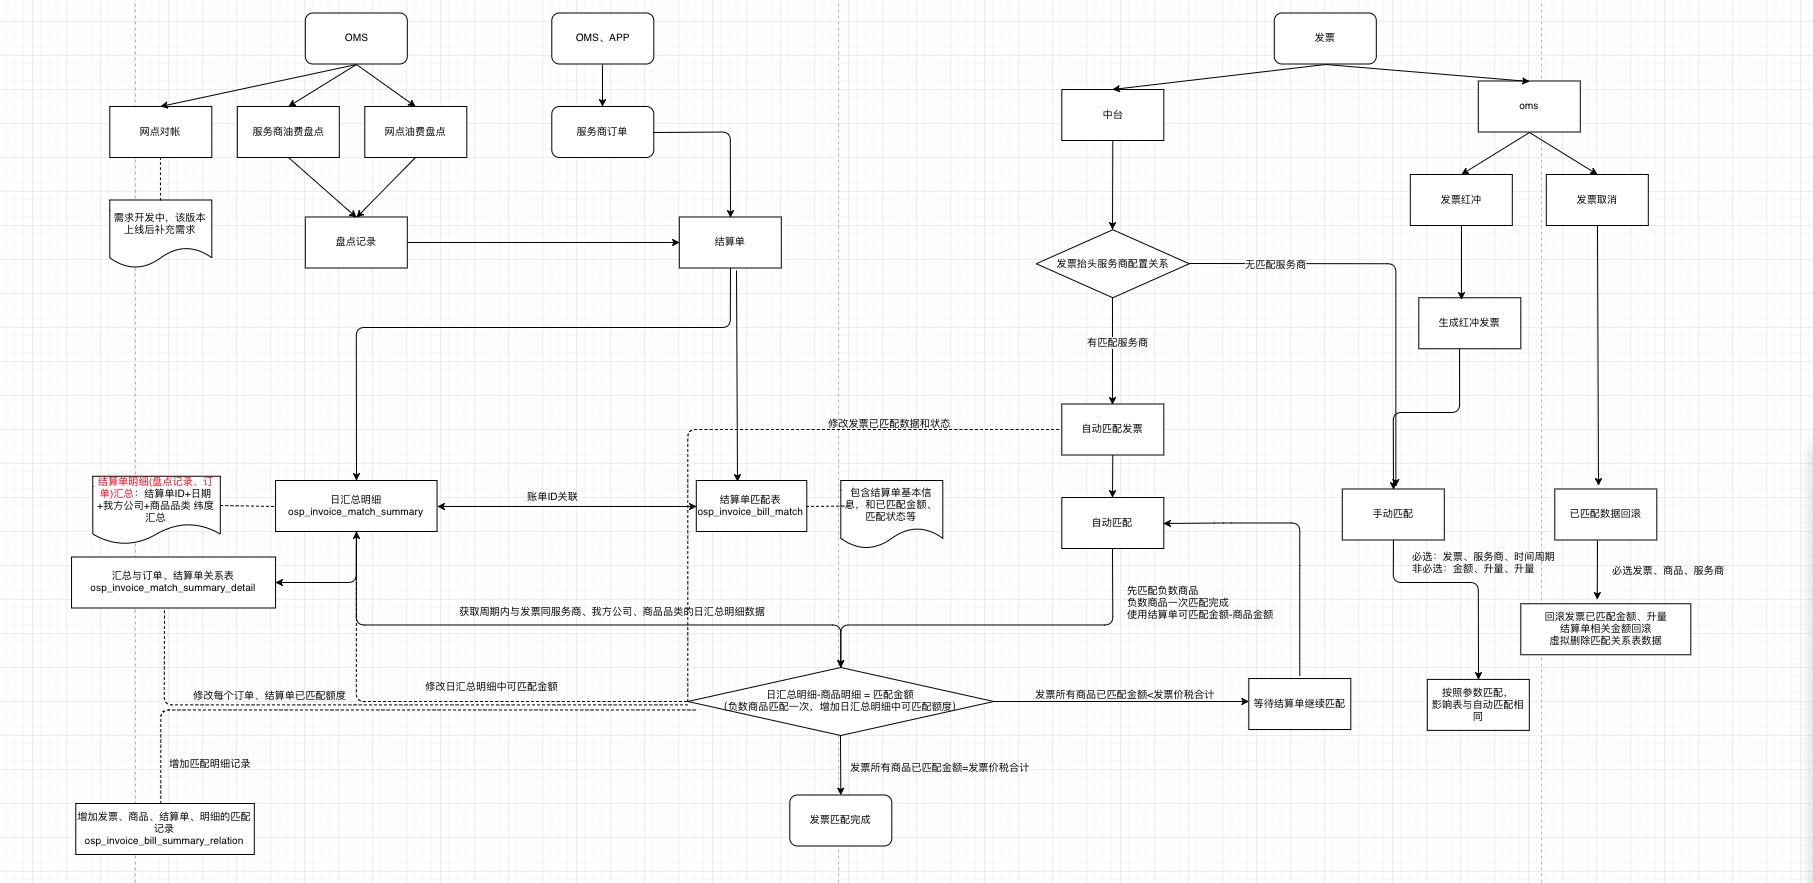 OMS
OMS、APP
发票
网点对帐
服务商油费盘点
网点油费盘点
服务商订单
中台
oms
需求开发中，该版本
上线后补充需求
盘点记录
结算单
发票红冲
发票取消
发票抬头服务商配置关系
无匹配服务商
生成红冲发票
有匹配服务商
修改发票已匹配数据和状态
自动匹配发票
结算单明细(盘点记录、订
单)汇总：结算单ID+日期
+我方公司+商品品类 纬度
汇总
日汇总明细
osp_invoice_match_summary
账单ID关联
结算单匹配表
osp_invoice_bill_match
包含结算单基本信
息，和已匹配金额、
匹配状态等
自动匹配
手动匹配
已匹配数据回滚
汇总与订单、结算单关系表
osp_invoice_match_summary_detail
必选：发票、服务商、时间周期
非必选：金额、升量、升量
必选发票、商品、服务商
获取周期内与发票同服务商、我方公司、商品品类的日汇总明细数据
先匹配负数商品
负数商品一次匹配完成
使用结算单可匹配金额-商品金额
回滚发票已匹配金额、升量
结算单相关金额回滚
虚拟删除匹配关系表数据
修改每个订单、结算单已匹配额度
修改日汇总明细中可匹配金额
日汇总明细-商品明细 = 匹配金额
（负数商品匹配一次，增加日汇总明细中可匹配额度）
发票所有商品已匹配金额<发票价税合计
等待结算单继续匹配
按照参数匹配，
影响表与自动匹配相
同
增加匹配明细记录
发票所有商品已匹配金额=发票价税合计
增加发票、商品、结算单、明细的匹配
记录
osp_invoice_bill_summary_relation
发票匹配完成